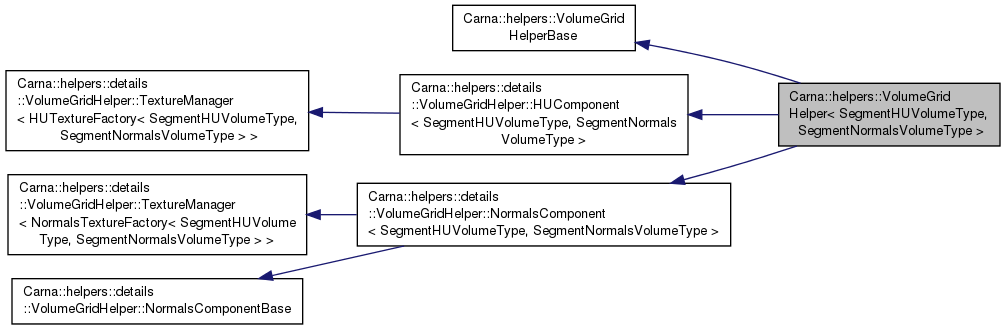 Carna::helpers::VolumeGrid
HelperBase
Carna::helpers::details
::VolumeGridHelper::TextureManager
< HUTextureFactory< SegmentHUVolumeType,
SegmentNormalsVolumeType > >
Carna::helpers::details
::VolumeGridHelper::HUComponent
< SegmentHUVolumeType, SegmentNormals
VolumeType >
Carna::helpers::VolumeGrid
Helper< SegmentHUVolumeType,
SegmentNormalsVolumeType >
Carna::helpers::details
::VolumeGridHelper::TextureManager
< NormalsTextureFactory< SegmentHUVolume
Type, SegmentNormalsVolumeType > >
Carna::helpers::details
::VolumeGridHelper::NormalsComponent
< SegmentHUVolumeType, SegmentNormalsVolumeType >
Carna::helpers::details
::VolumeGridHelper::NormalsComponentBase